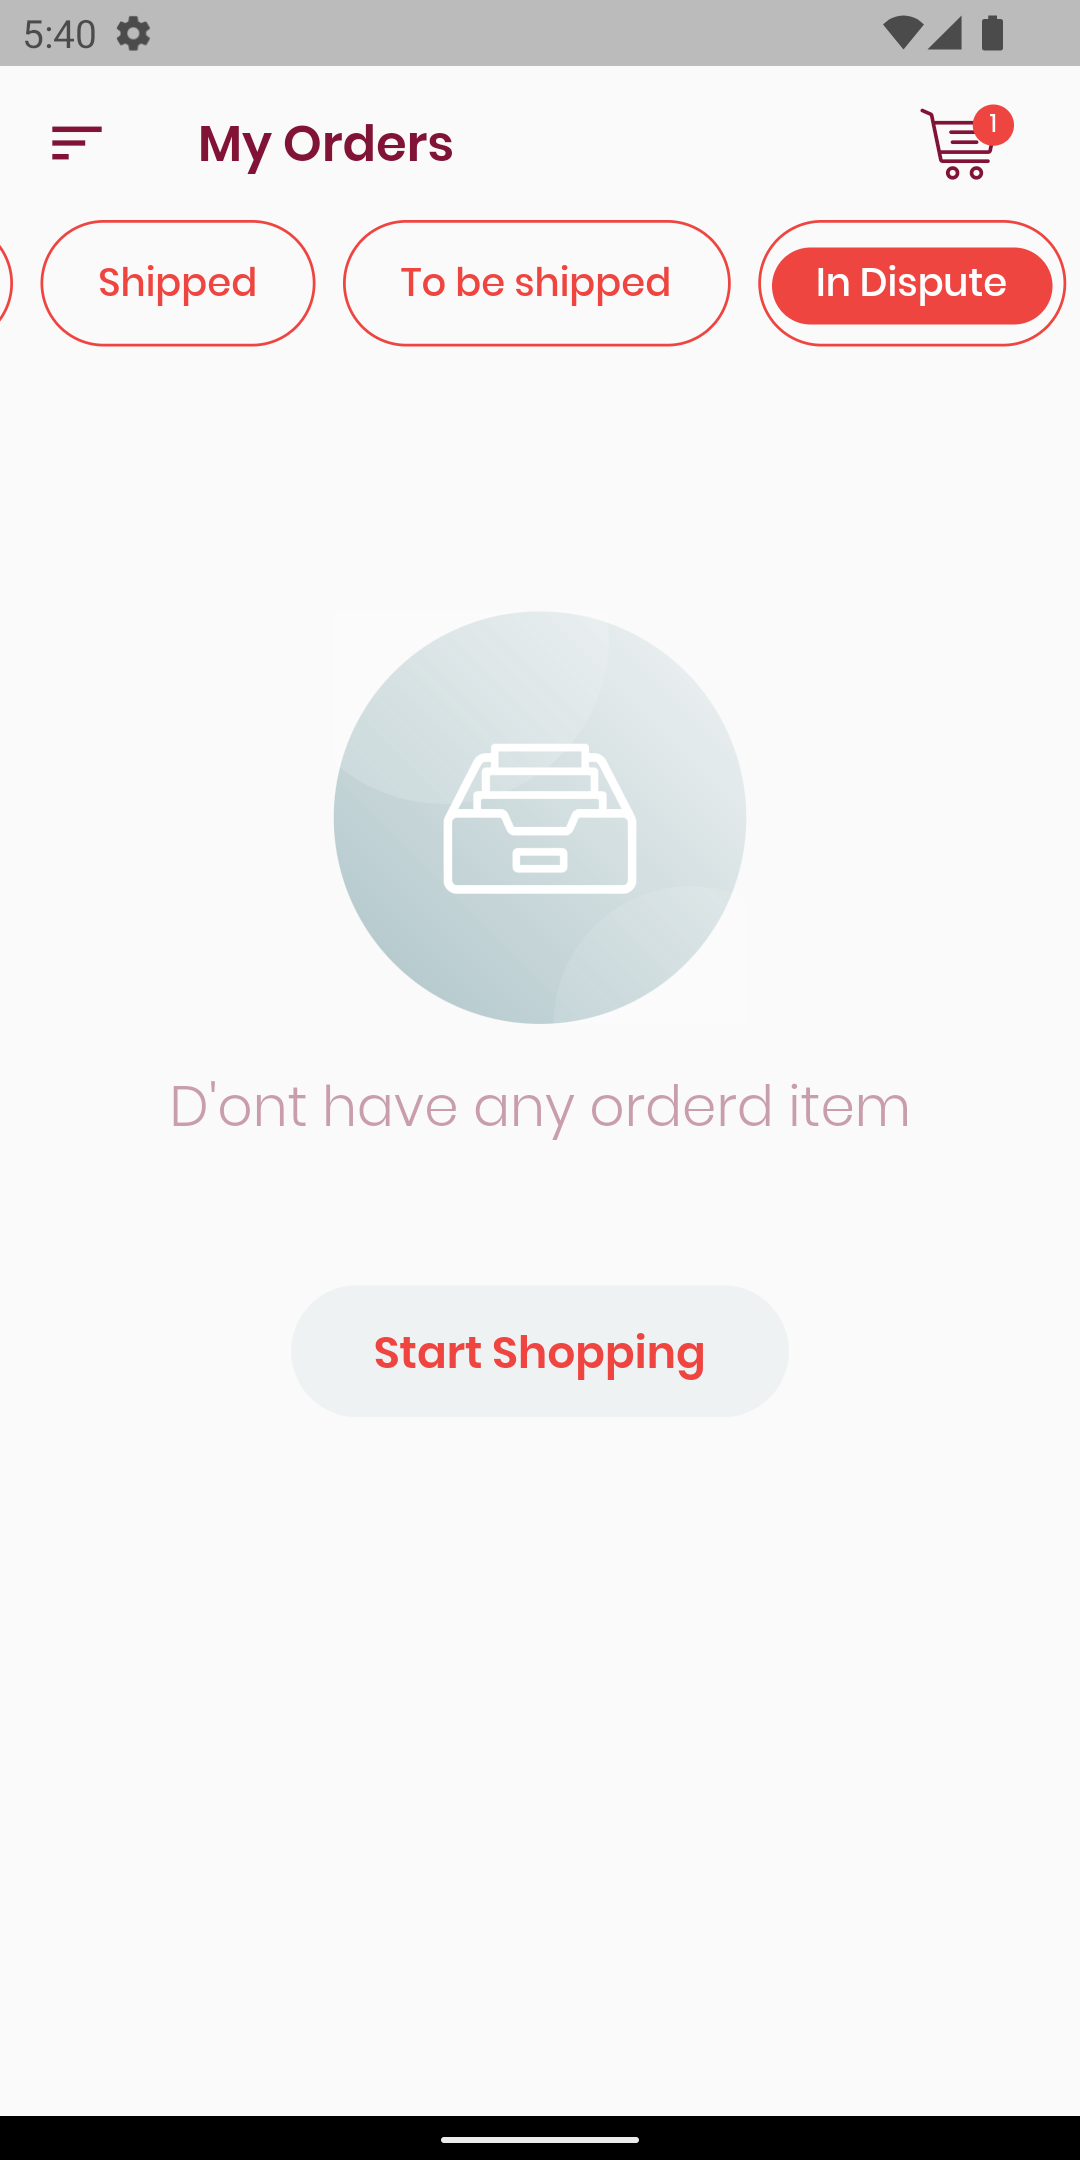 5:40
My Orders
1
Shipped
To be shipped
In Dispute
D'ont have any orderd item
Start Shopping